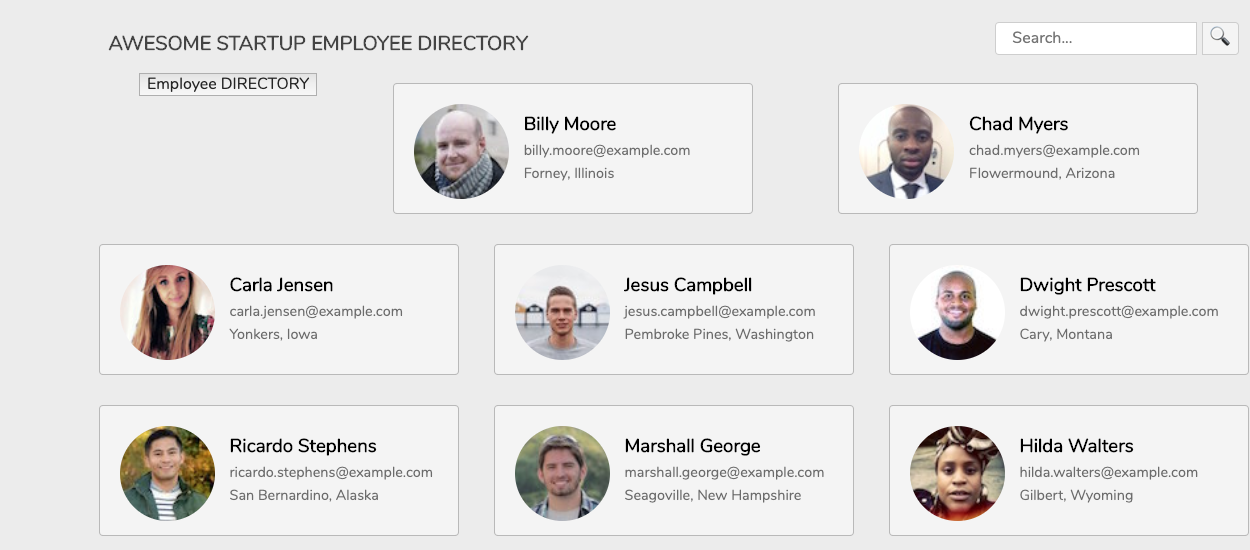 AWESOME STARTUP EMPLOYEE DIRECTORY
Search...
Employee DIRECTORY
Billy Moore
billy.moore@example.com
Forney, Illinois
Chad Myers
chad.myers@example.com
Flowermound, Arizona
Carla Jensen
carla.jensen@example.com
Yonkers, Iowa
Jesus Campbell
jesus.campbell@example.com
Pembroke Pines, Washington
Dwight Prescott
dwight.prescott@example.com
Cary, Montana
Ricardo Stephens
ricardo.stephens@example.com
San Bernardino, Alaska
Marshall George
marshall.george@example.com
Seagoville, New Hampshire
Hilda Walters
hilda.walters@example.com
Gilbert, Wyoming